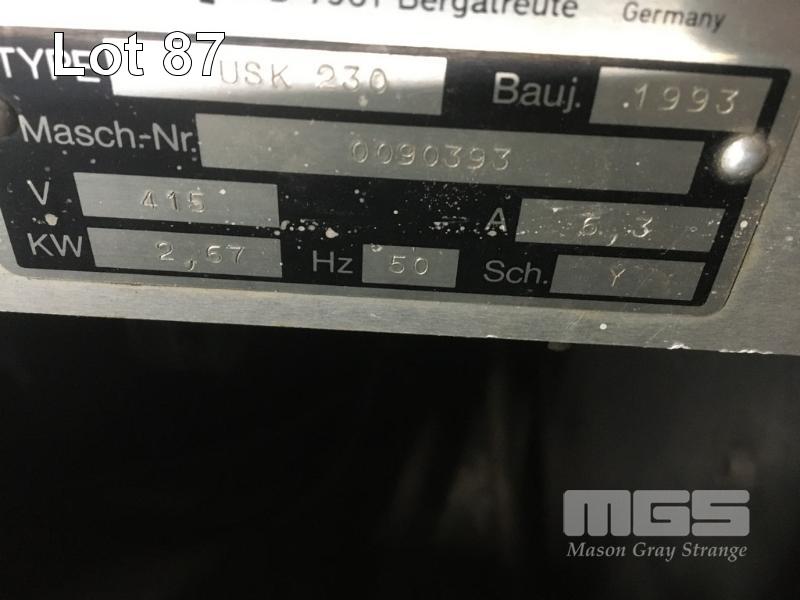 Bergatreute Germany
Lot 87
TYPE USK 230 Bauj. 1993
Masch.-Nr. 0090393
V 415 A 6,3
KW 2,67 Hz 50 Sch. Y
MGS
Mason Gray Strange